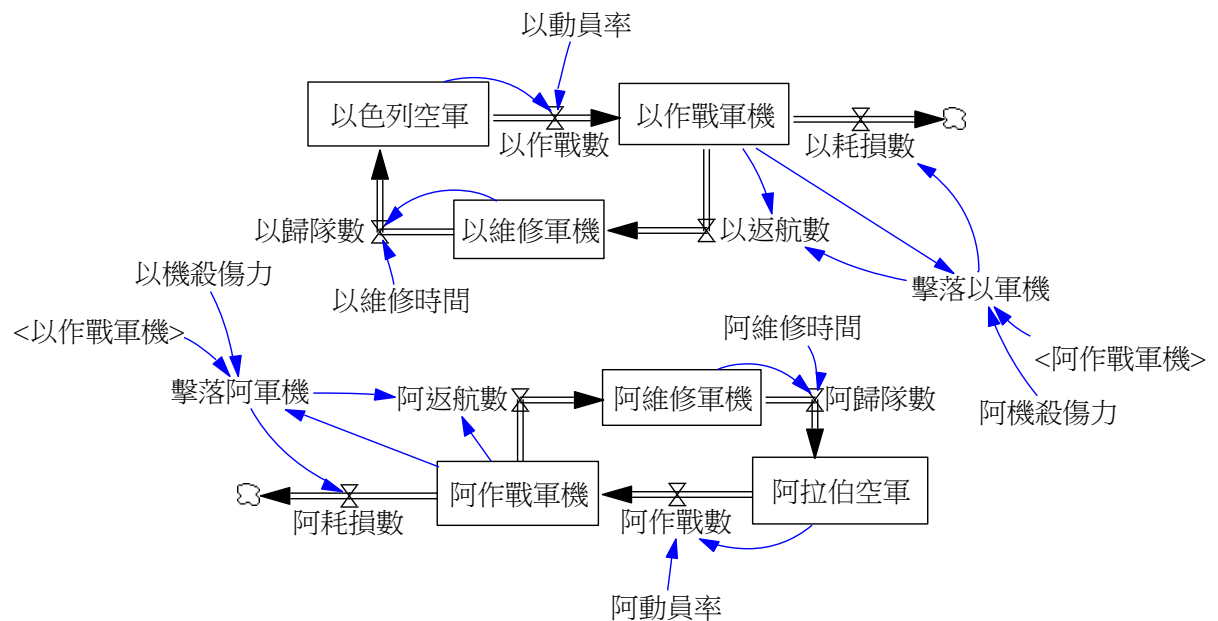 以動員率
以色列空軍
以作戰軍機
以作戰數
以耗損數
以歸隊數
以維修軍機
以返航數
以機殺傷力
以維修時間
擊落以軍機
<以作戰軍機>
阿維修時間
<阿作戰軍機>
擊落阿軍機
阿返航數
阿維修軍機
阿歸隊數
阿機殺傷力
阿作戰軍機
阿拉伯空軍
阿耗損數
阿作戰數
阿動員率